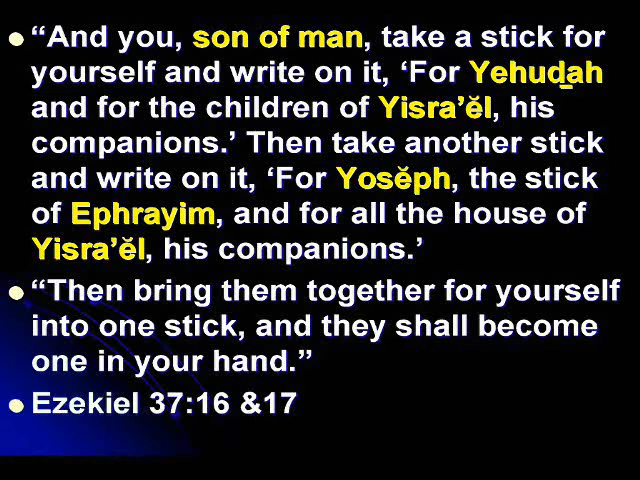 “And you, son of man, take a stick for
yourself and write on it, ‘For Yehuḏah
and for the children of Yisra’ĕl, his
companions.’ Then take another stick
and write on it, ‘For Yosĕph, the stick
of Ephrayim, and for all the house of
Yisra’ĕl, his companions.’
“Then bring them together for yourself
into one stick, and they shall become
one in your hand.”
Ezekiel 37:16 &17